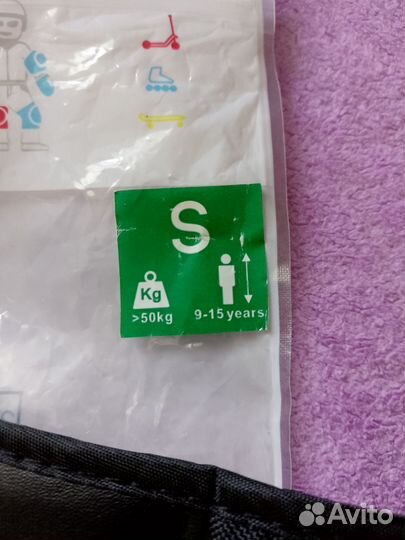 S
Kg
>50kg
9-15 years
Avito